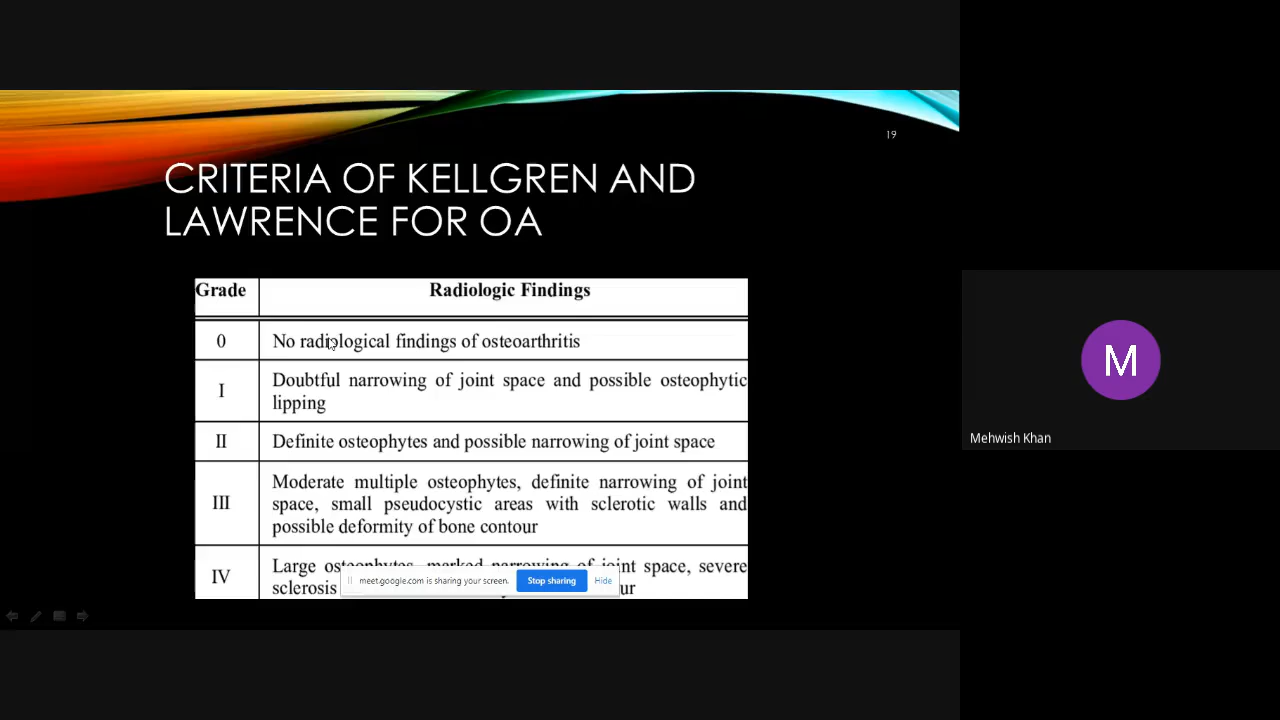 19
CRITERIA OF KELLGREN AND
LAWRENCE FOR OA
Grade
Radiologic Findings
0
No radiological findings of osteoarthritis
I
Doubtful narrowing of joint space and possible osteophytic
lipping
II
Definite osteophytes and possible narrowing of joint space
III
Moderate multiple osteophytes, definite narrowing of joint
space, small pseudocystic areas with sclerotic walls and
possible deformity of bone contour
IV
Large osteophytes, marked narrowing of joint space, severe
sclerosis
meet.google.com is sharing your screen.
Stop sharing
Hide
M
Mehwish Khan